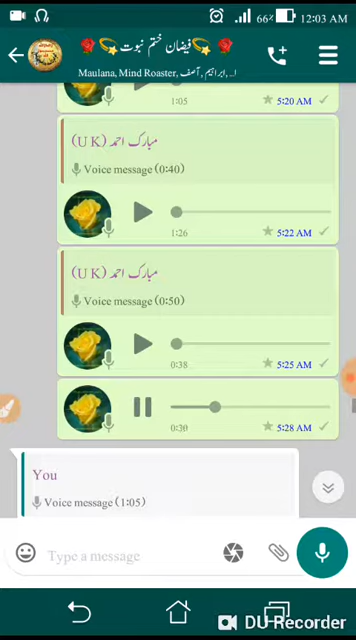 66% 12:03 AM
فیضان ختم نبوت
Maulana, Mind Roaster, ابرانیم, آصف, ا...
1:05 5:20 AM
مبارک احمد (U K)
Voice message (0:40)
1:26 5:22 AM
مبارک احمد (U K)
Voice message (0:50)
0:38 5:25 AM
0:30 5:28 AM
You
Voice message (1:05)
Type a message
DU Recorder